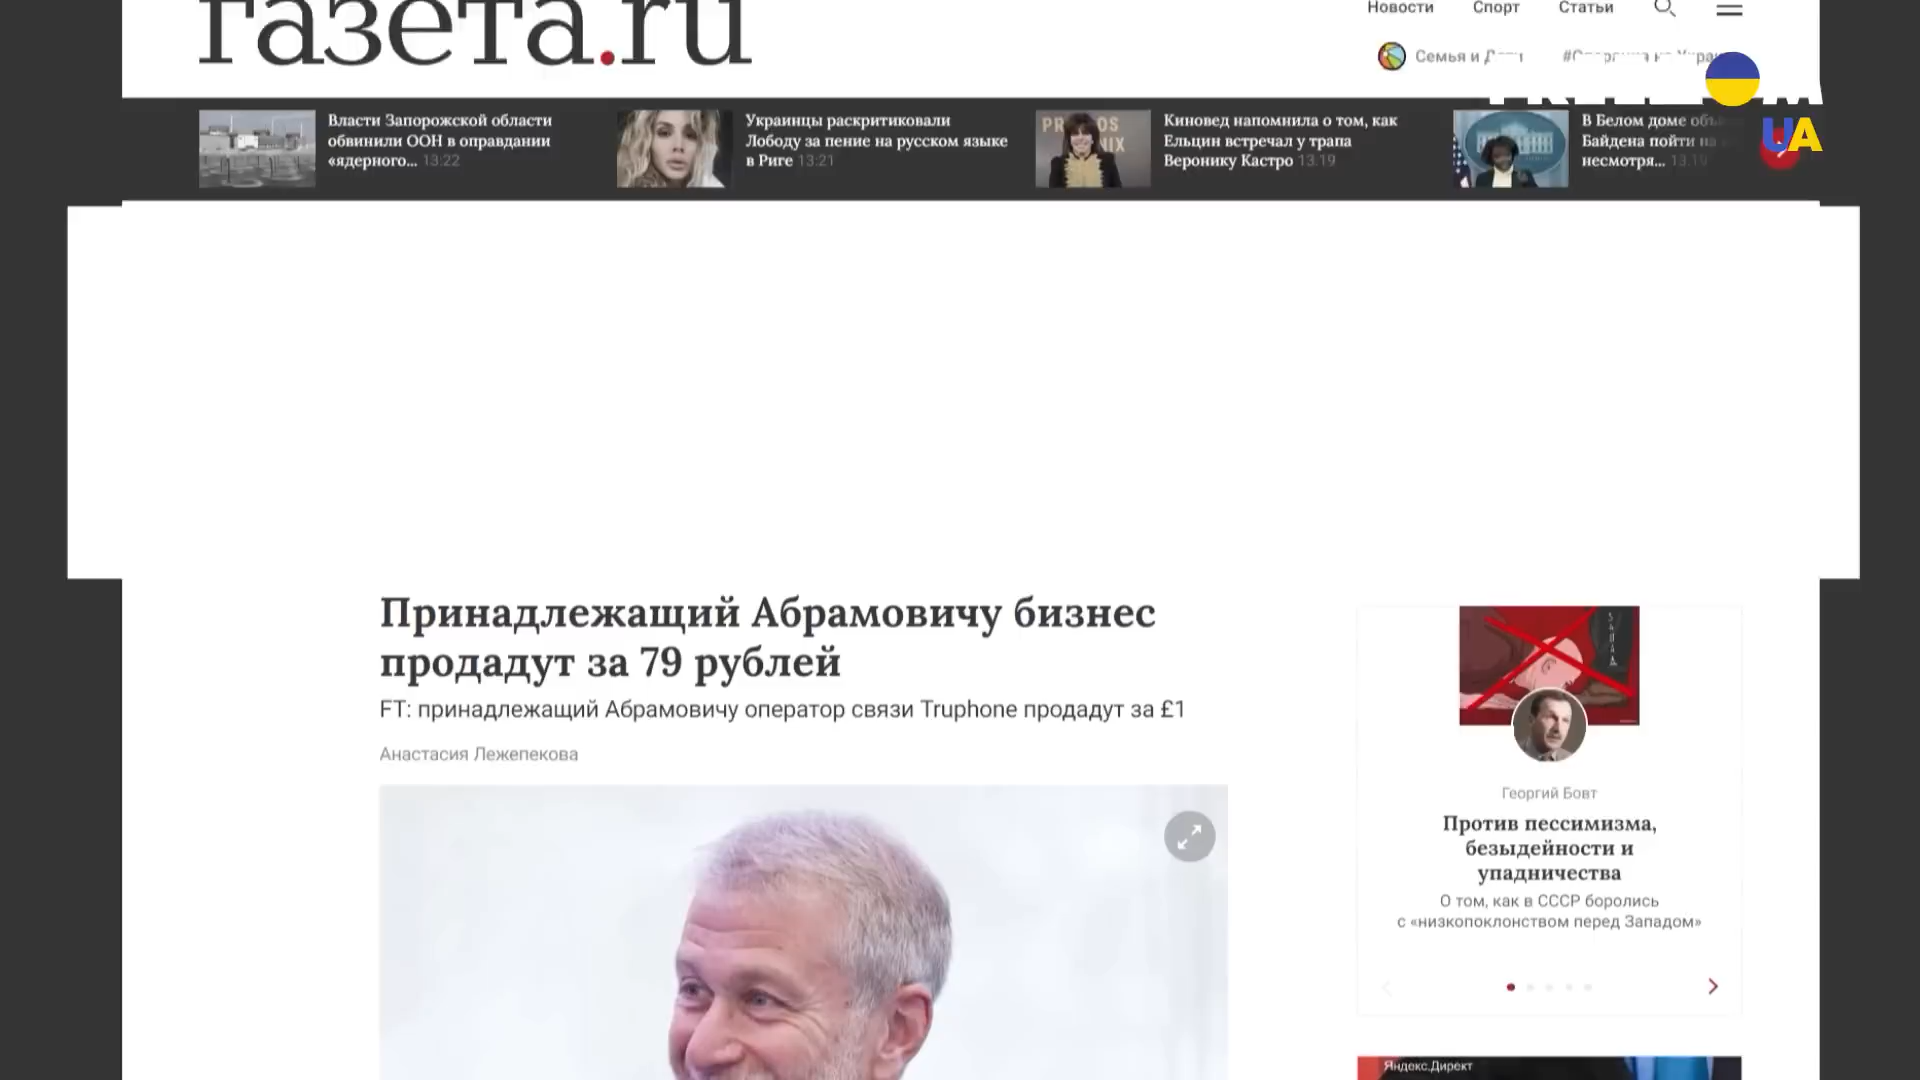 газета.ru
Новости
Спорт
Статьи
Семья и
UA
Власти Запорожской области
обвинили ООН в оправдании
«ядерного... 13:22
Украинцы раскритиковали
Лободу за пение на русском языке
в Риге 13:21
Киновед напомнила о том, как
Ельцин встречал у трапа
Веронику Кастро 13:19
В Белом доме
Байдена пойти на
несмотря... 13:19
Принадлежащий Абрамовичу бизнес
продадут за 79 рублей
FT: принадлежащий Абрамовичу оператор связи Truphone продадут за £1
Анастасия Лежепекова
Георгий Бовт
Против пессимизма,
безыдейности и
упадничества
О том, как в СССР боролись
с «низкопоклонством перед Западом»
Яндекс.Директ